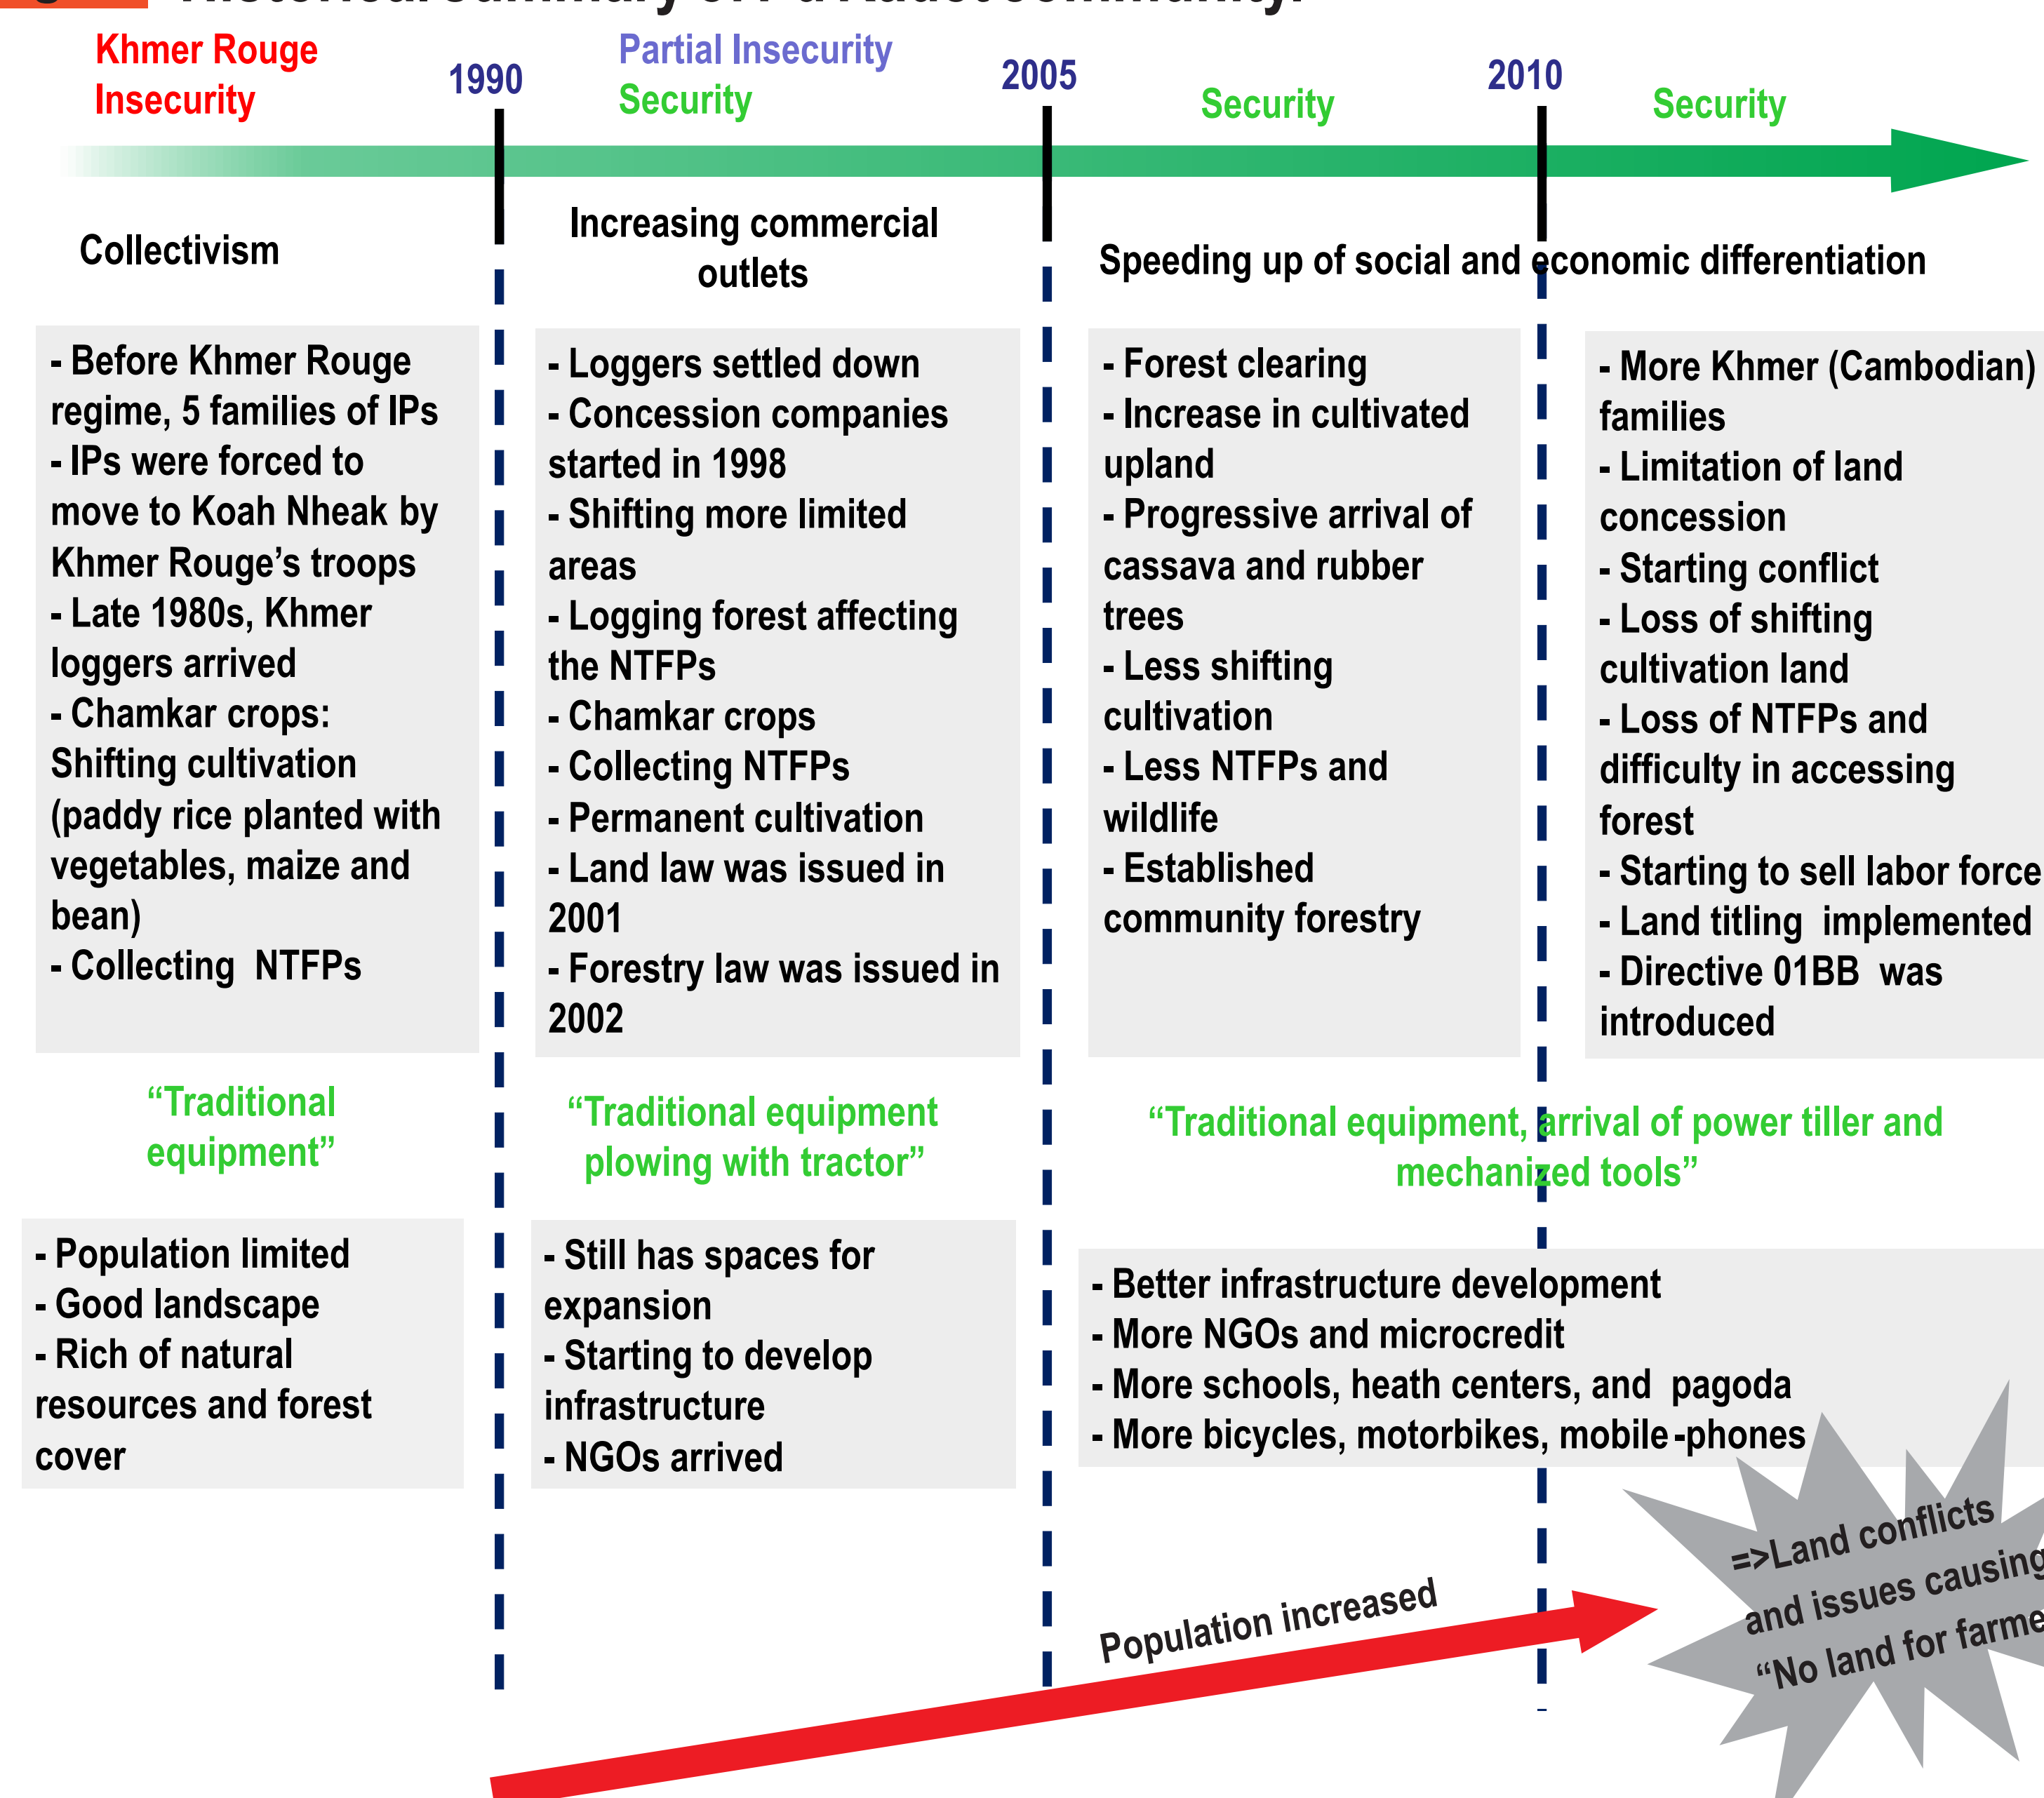 Khmer Rouge
Insecurity
1990
Partial Insecurity
Security
2005
Security
2010
Security
Collectivism
Increasing commercial
outlets
Speeding up of social and economic differentiation
- Before Khmer Rouge
regime, 5 families of IPs
- IPs were forced to
move to Koah Nheak by
Khmer Rouge’s troops
- Late 1980s, Khmer
loggers arrived
- Chamkar crops:
Shifting cultivation
(paddy rice planted with
vegetables, maize and
bean)
- Collecting NTFPs
- Loggers settled down
- Concession companies
started in 1998
- Shifting more limited
areas
- Logging forest affecting
the NTFPs
- Chamkar crops
- Collecting NTFPs
- Permanent cultivation
- Land law was issued in
2001
- Forestry law was issued in
2002
- Forest clearing
- Increase in cultivated
upland
- Progressive arrival of
cassava and rubber
trees
- Less shifting
cultivation
- Less NTFPs and
wildlife
- Established
community forestry
- More Khmer (Cambodian)
families
- Limitation of land
concession
- Starting conflict
- Loss of shifting
cultivation land
- Loss of NTFPs and
difficulty in accessing
forest
- Starting to sell labor force
- Land titling implemented
- Directive 01BB was
introduced
“Traditional
equipment”
“Traditional equipment
plowing with tractor”
“Traditional equipment, arrival of power tiller and
mechanized tools”
- Population limited
- Good landscape
- Rich of natural
resources and forest
cover
- Still has spaces for
expansion
- Starting to develop
infrastructure
- NGOs arrived
- Better infrastructure development
- More NGOs and microcredit
- More schools, heath centers, and pagoda
- More bicycles, motorbikes, mobile-phones
Population increased
=>Land conflicts
and issues causing
“No land for farme